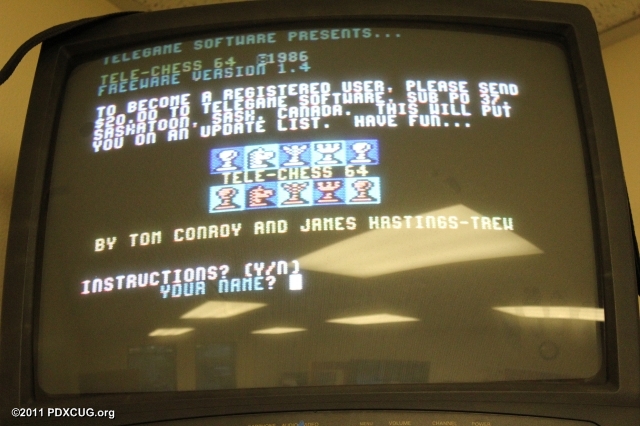 TELEGAME SOFTWARE PRESENTS...
TELE-CHESS 64 ©1986
FREEWARE VERSION 1.4
TO BECOME A REGISTERED USER, PLEASE SEND
$20.00 TO TELEGAME SOFTWARE, SUB PO 37,
SASKATOON, SASK, CANADA. THIS WILL PUT
YOU ON AN UPDATE LIST. HAVE FUN...
TELE-CHESS 64
BY TOM CONROY AND JAMES HASTINGS-TREW
INSTRUCTIONS? (Y/N)
YOUR NAME?
©2011 PDXCUG.org